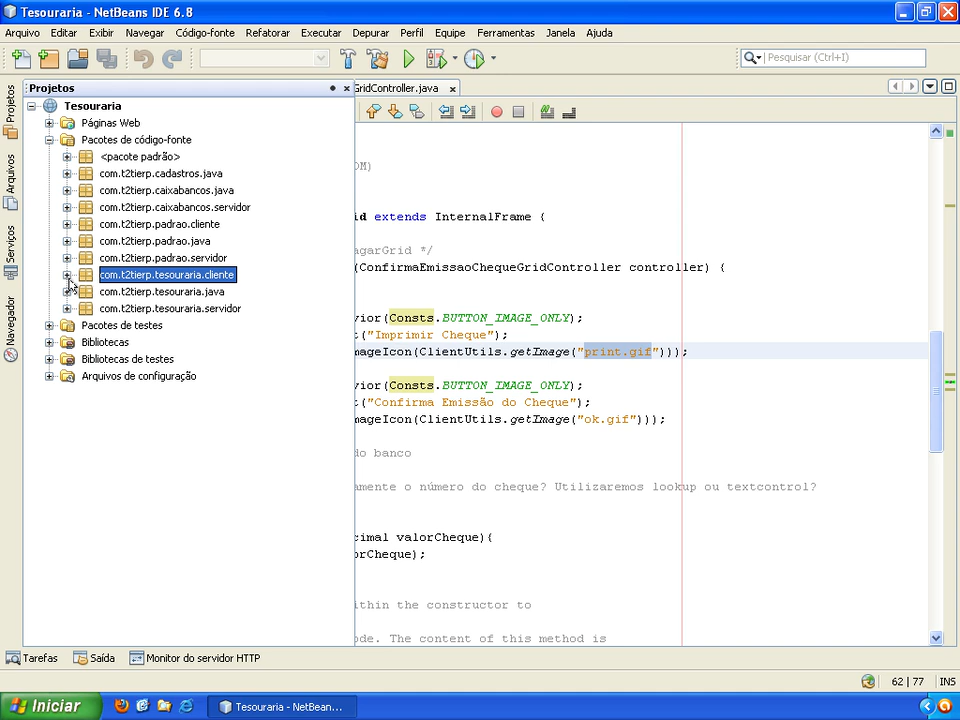 Tesouraria - NetBeans IDE 6.8
Arquivo Editar Exibir Navegar Código-fonte Refatorar Executar Depurar Perfil Equipe Ferramentas Janela Ajuda
Pesquisar (Ctrl+I)
Projetos
GridController.java
Projetos
Arquivos
Serviços
Navegador
Tesouraria
Páginas Web
Pacotes de código-fonte
<pacote padrão>
com.t2tierp.cadastros.java
com.t2tierp.caixabancos.java
com.t2tierp.caixabancos.servidor
com.t2tierp.padrao.cliente
com.t2tierp.padrao.java
com.t2tierp.padrao.servidor
com.t2tierp.tesouraria.cliente
com.t2tierp.tesouraria.java
com.t2tierp.tesouraria.servidor
Pacotes de testes
Bibliotecas
Bibliotecas de testes
Arquivos de configuração
OM)
id extends InternalFrame {
agarGrid */
(ConfirmaEmissaoChequeGridController controller) {
vior(Consts.BUTTON_IMAGE_ONLY);
t("Imprimir Cheque");
mageIcon(ClientUtils.getImage("print.gif")));
vior(Consts.BUTTON_IMAGE_ONLY);
t("Confirma Emissão do Cheque");
mageIcon(ClientUtils.getImage("ok.gif")));
do banco
amente o número do cheque? Utilizaremos lookup ou textcontrol?
cimal valorCheque){
orCheque);
ithin the constructor to
ode. The content of this method is
Tarefas Saída Monitor do servidor HTTP
62 | 77 INS
Iniciar
Tesouraria - NetBean...